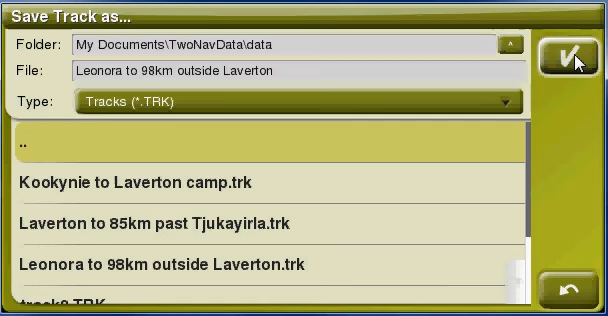 Save Track as...
Folder: My Documents\TwoNavData\data
File: Leonora to 98km outside Laverton
Type: Tracks (*.TRK)
..
Kookynie to Laverton camp.trk
Laverton to 85km past Tjukayirla.trk
Leonora to 98km outside Laverton.trk